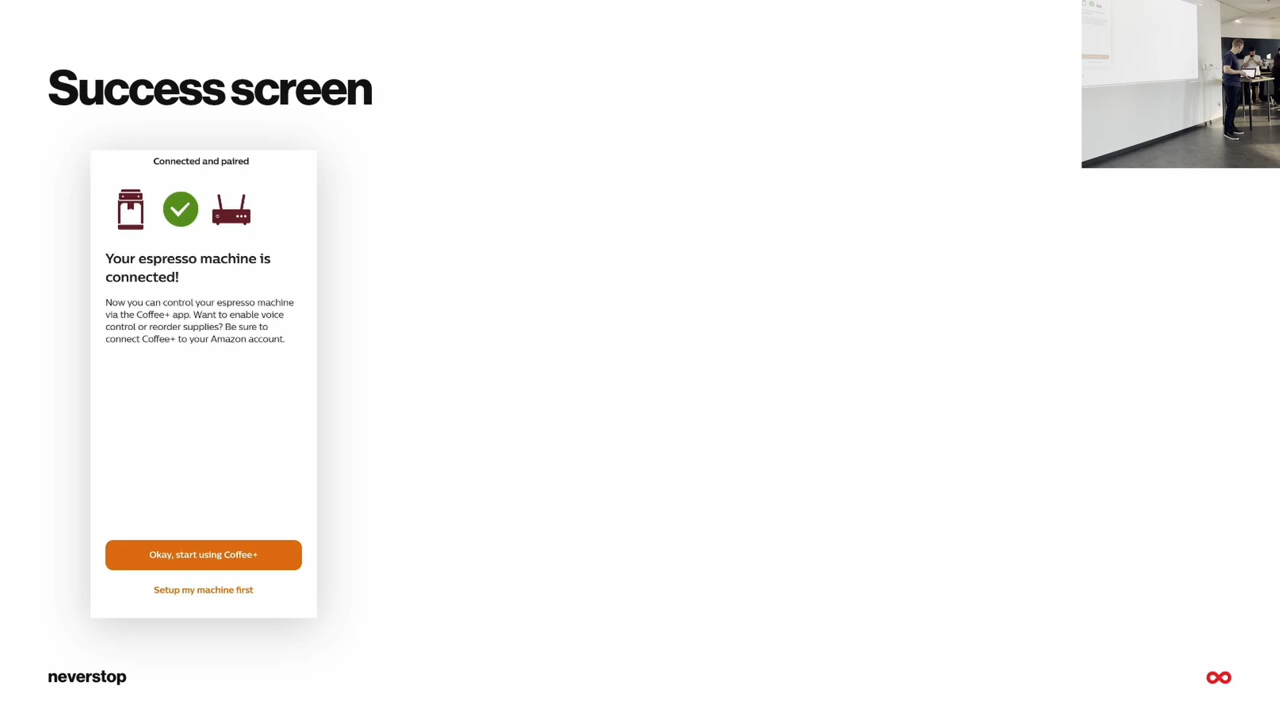 Success screen
Connected and paired
Your espresso machine is
connected!
Now you can control your espresso machine
via the Coffee+ app. Want to enable voice
control or reorder supplies? Be sure to
connect Coffee+ to your Amazon account.
Okay, start using Coffee+
Setup my machine first
neverstop